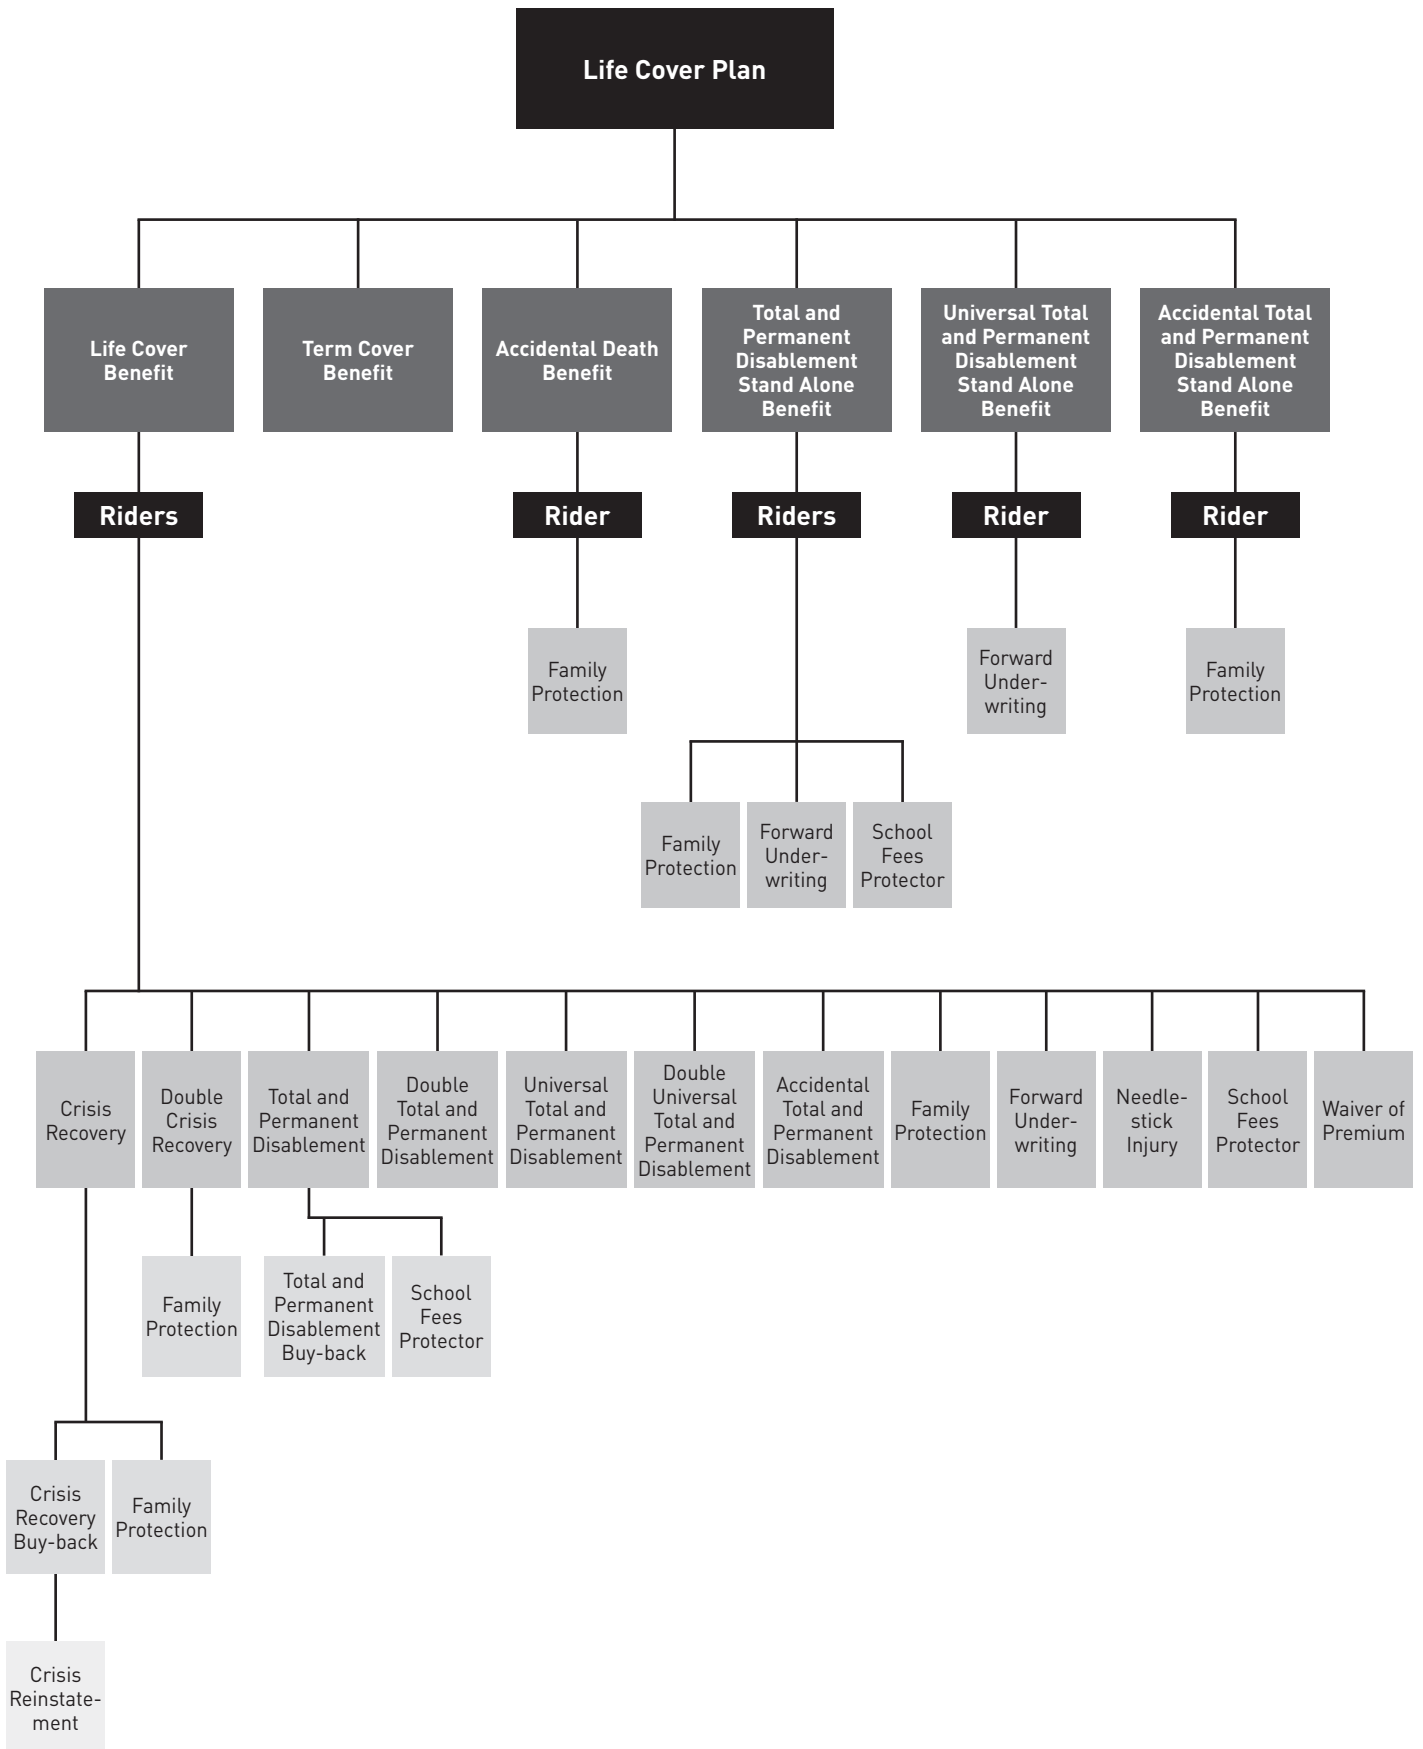 Life Cover Plan
Life Cover
Benefit
Term Cover
Benefit
Accidental Death
Benefit
Total and
Permanent
Disablement
Stand Alone
Benefit
Universal Total
and Permanent
Disablement
Stand Alone
Benefit
Accidental Total
and Permanent
Disablement
Stand Alone
Benefit
Riders
Rider
Riders
Rider
Rider
Family
Protection
Forward
Under-
writing
Family
Protection
Family
Protection
Forward
Under-
writing
School
Fees
Protector
Crisis
Recovery
Double
Crisis
Recovery
Total and
Permanent
Disablement
Double
Total and
Permanent
Disablement
Universal
Total and
Permanent
Disablement
Double
Universal
Total and
Permanent
Disablement
Accidental
Total and
Permanent
Disablement
Family
Protection
Forward
Under-
writing
Needle-
stick
Injury
School
Fees
Protector
Waiver of
Premium
Family
Protection
Total and
Permanent
Disablement
Buy-back
School
Fees
Protector
Crisis
Recovery
Buy-back
Family
Protection
Crisis
Reinstate-
ment